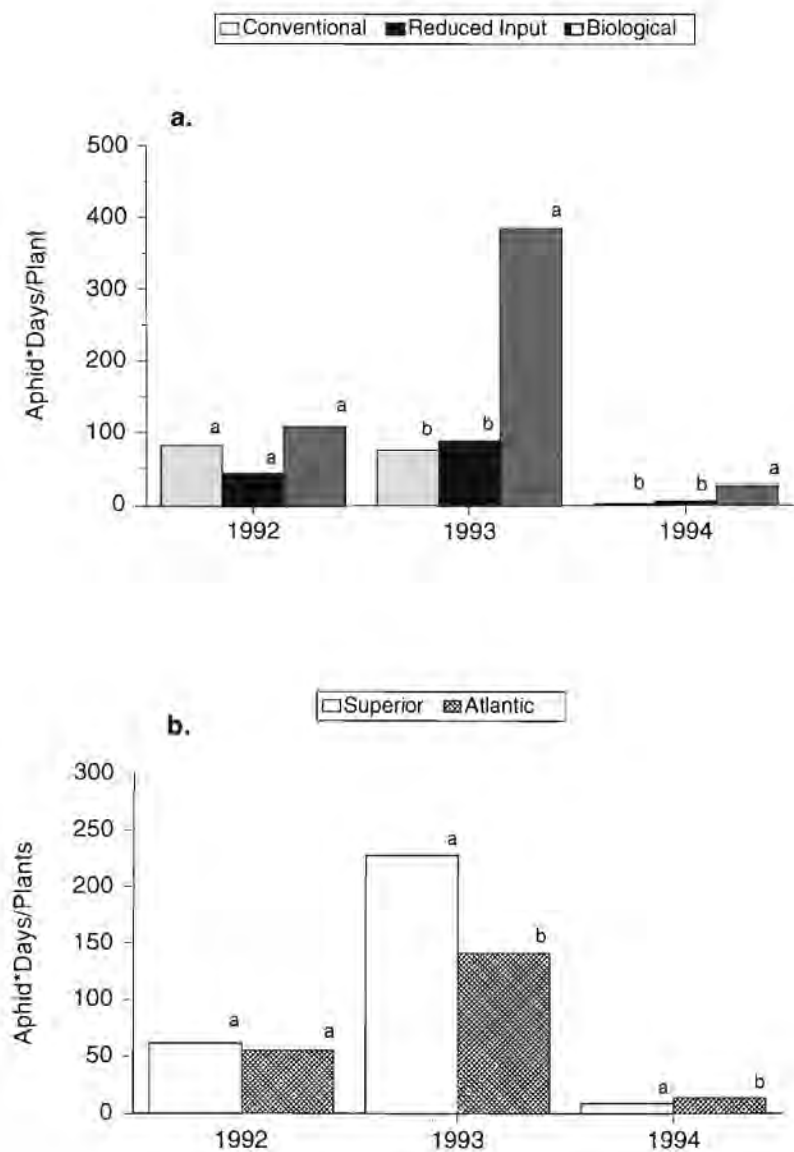 Conventional Reduced Input Biological
a.
500
400
300
200
100
0
Aphid*Days/Plant
a
a
a
b
b
a
b
b
a
1992 1993 1994
Superior Atlantic
b.
300
250
200
150
100
50
0
Aphid*Days/Plants
a
a
a
b
a
b
1992 1993 1994